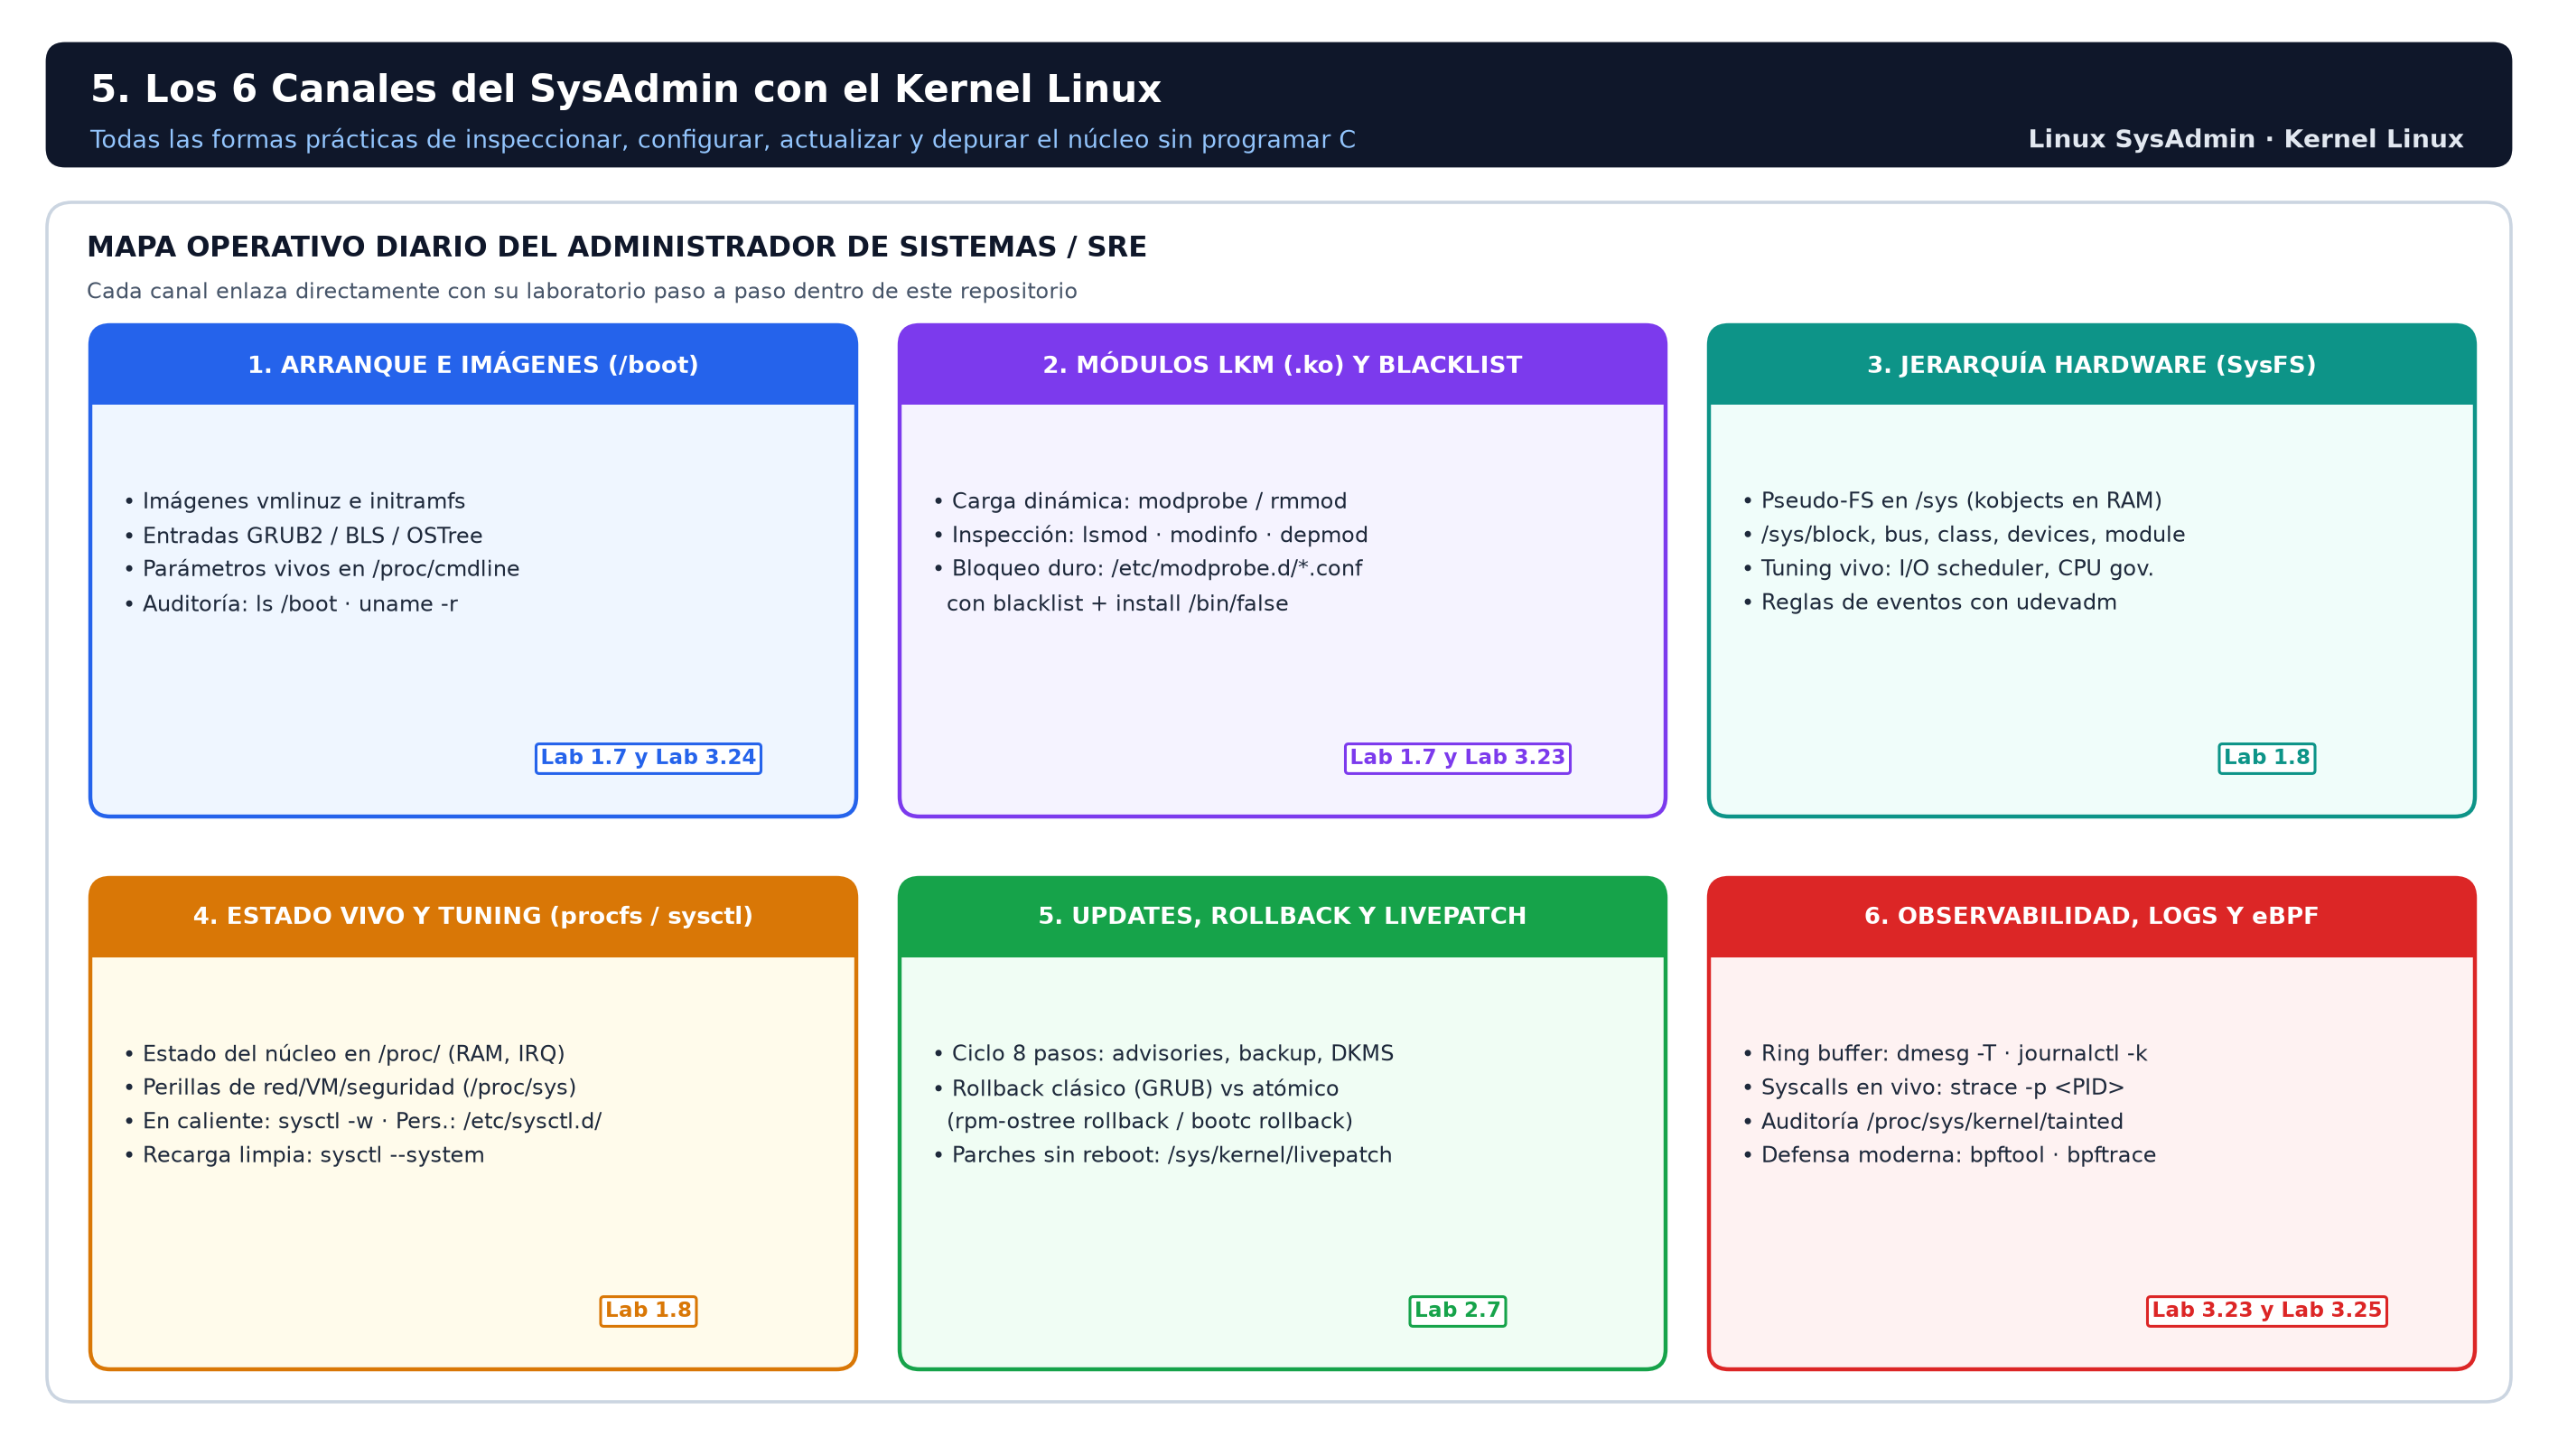 5. Los 6 Canales del SysAdmin con el Kernel Linux
Todas las formas prácticas de inspeccionar, configurar, actualizar y depurar el núcleo sin programar C
Linux SysAdmin · Kernel Linux
MAPA OPERATIVO DIARIO DEL ADMINISTRADOR DE SISTEMAS / SRE
Cada canal enlaza directamente con su laboratorio paso a paso dentro de este repositorio
1. ARRANQUE E IMÁGENES (/boot)
• Imágenes vmlinuz e initramfs
• Entradas GRUB2 / BLS / OSTree
• Parámetros vivos en /proc/cmdline
• Auditoría: ls /boot · uname -r
Lab 1.7 y Lab 3.24
2. MÓDULOS LKM (.ko) Y BLACKLIST
• Carga dinámica: modprobe / rmmod
• Inspección: lsmod · modinfo · depmod
• Bloqueo duro: /etc/modprobe.d/*.conf
con blacklist + install /bin/false
Lab 1.7 y Lab 3.23
3. JERARQUÍA HARDWARE (SysFS)
• Pseudo-FS en /sys (kobjects en RAM)
• /sys/block, bus, class, devices, module
• Tuning vivo: I/O scheduler, CPU gov.
• Reglas de eventos con udevadm
Lab 1.8
4. ESTADO VIVO Y TUNING (procfs / sysctl)
• Estado del núcleo en /proc/ (RAM, IRQ)
• Perillas de red/VM/seguridad (/proc/sys)
• En caliente: sysctl -w · Pers.: /etc/sysctl.d/
• Recarga limpia: sysctl --system
Lab 1.8
5. UPDATES, ROLLBACK Y LIVEPATCH
• Ciclo 8 pasos: advisories, backup, DKMS
• Rollback clásico (GRUB) vs atómico
(rpm-ostree rollback / bootc rollback)
• Parches sin reboot: /sys/kernel/livepatch
Lab 2.7
6. OBSERVABILIDAD, LOGS Y eBPF
• Ring buffer: dmesg -T · journalctl -k
• Syscalls en vivo: strace -p <PID>
• Auditoría /proc/sys/kernel/tainted
• Defensa moderna: bpftool · bpftrace
Lab 3.23 y Lab 3.25